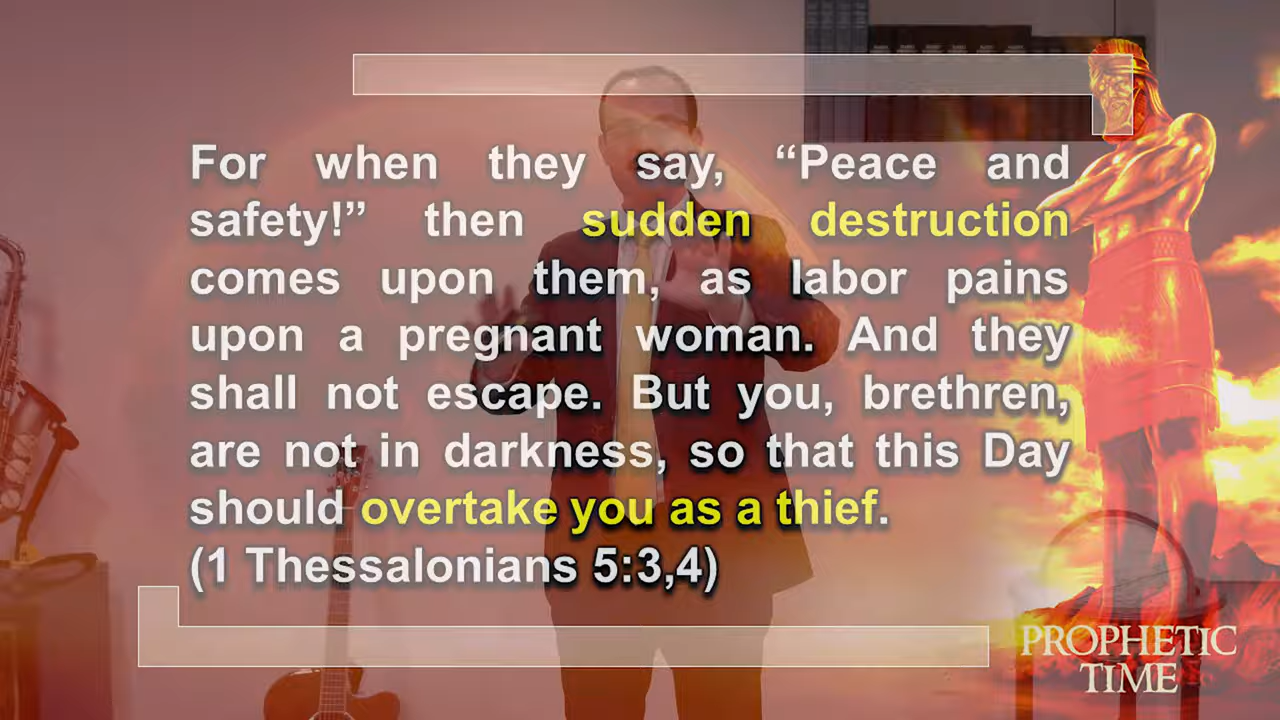 For when they say, “Peace and
safety!” then sudden destruction
comes upon them, as labor pains
upon a pregnant woman. And they
shall not escape. But you, brethren,
are not in darkness, so that this Day
should overtake you as a thief.
(1 Thessalonians 5:3,4)
PROPHETIC
TIME